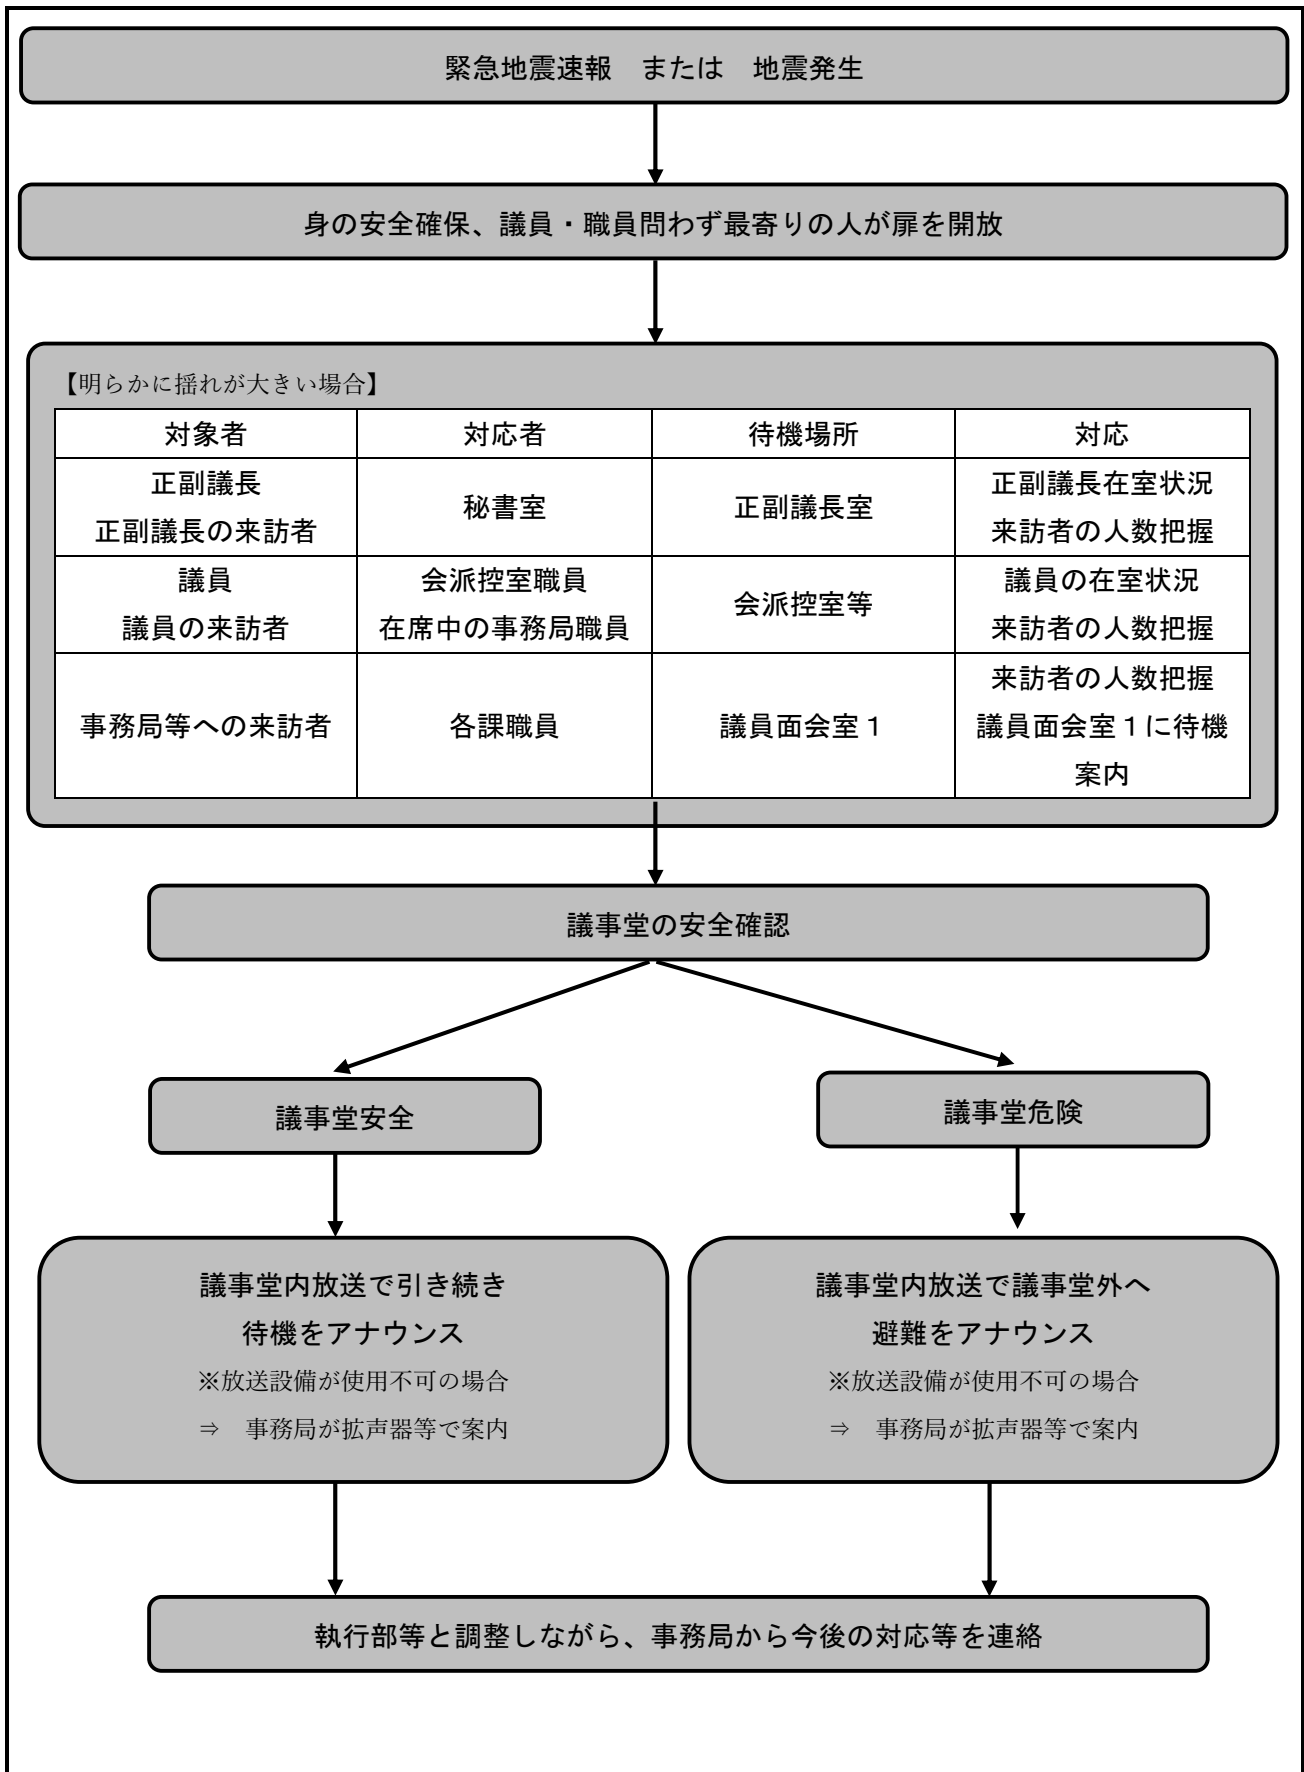 緊急地震速報　または　地震発生
身の安全確保、議員・職員問わず最寄りの人が扉を開放
【明らかに揺れが大きい場合】
対象者　対応者　待機場所　対応
正副議長
正副議長の来訪者
秘書室
正副議長室
正副議長在室状況
来訪者の人数把握
議員
議員の来訪者
会派控室職員
在席中の事務局職員
会派控室等
議員の在室状況
来訪者の人数把握
事務局等への来訪者
各課職員
議員面会室１
来訪者の人数把握
議員面会室１に待機
案内
議事堂の安全確認
議事堂安全
議事堂危険
議事堂内放送で引き続き
待機をアナウンス
※放送設備が使用不可の場合
⇒　事務局が拡声器等で案内
議事堂内放送で議事堂外へ
避難をアナウンス
※放送設備が使用不可の場合
⇒　事務局が拡声器等で案内
執行部等と調整しながら、事務局から今後の対応等を連絡